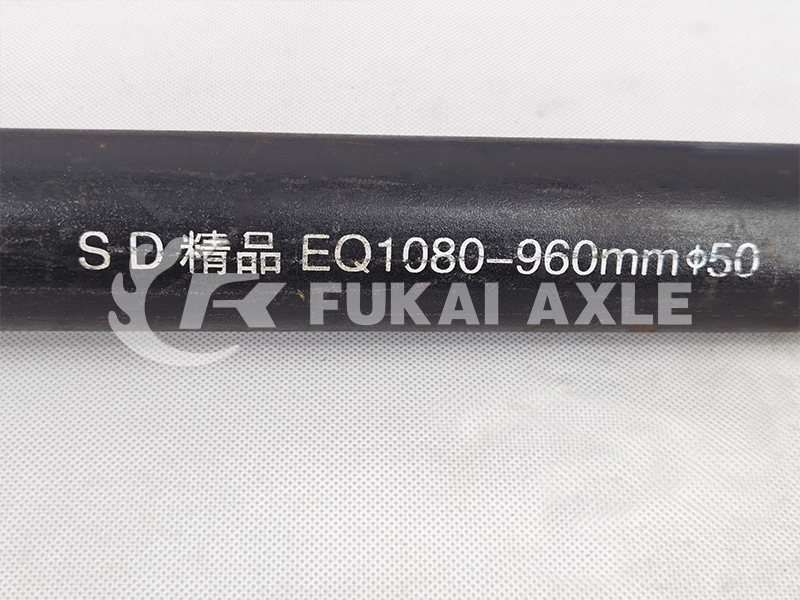 S D 精品 EQ1080-960mmφ50
FUKAI AXLE